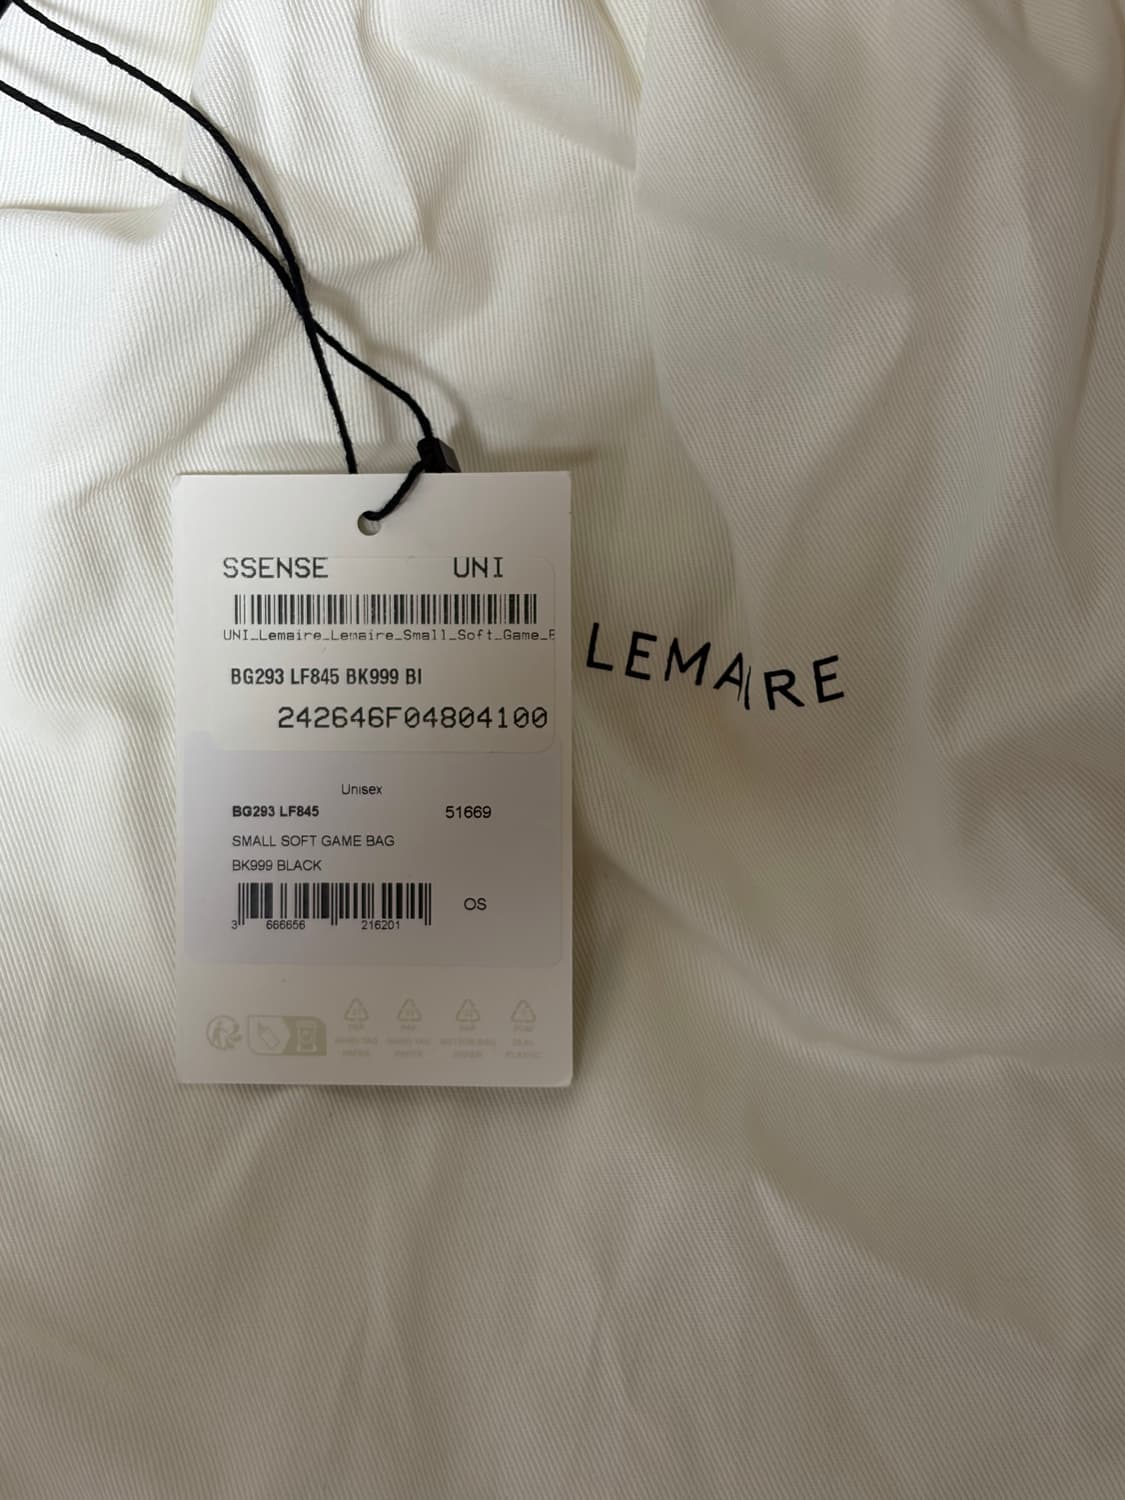 SSENSE UNI
UNI_Lemaire_Lemaire_Small_Soft_Game_
BG293 LF845 BK999 BI
242646F04804100
LEMAIRE
Unisex
BG293 LF845 51669
SMALL SOFT GAME BAG
BK999 BLACK
OS
3 666656 216201